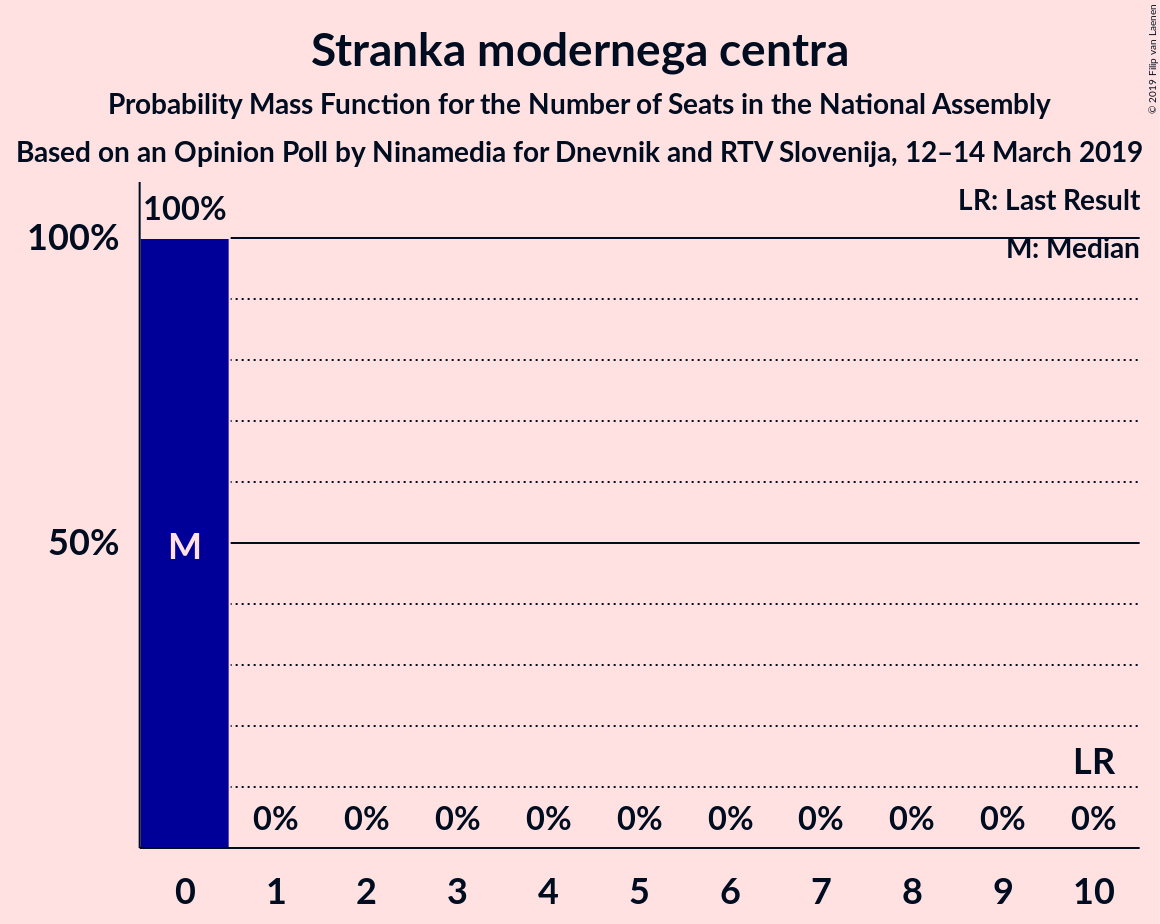 Stranka modernega centra
Probability Mass Function for the Number of Seats in the National Assembly
Based on an Opinion Poll by Ninamedia for Dnevnik and RTV Slovenija, 12–14 March 2019
© 2019 Filip van Laenen
LR: Last Result
M: Median
100%
100%
50%
M
LR
0% 0% 0% 0% 0% 0% 0% 0% 0% 0%
0 1 2 3 4 5 6 7 8 9 10